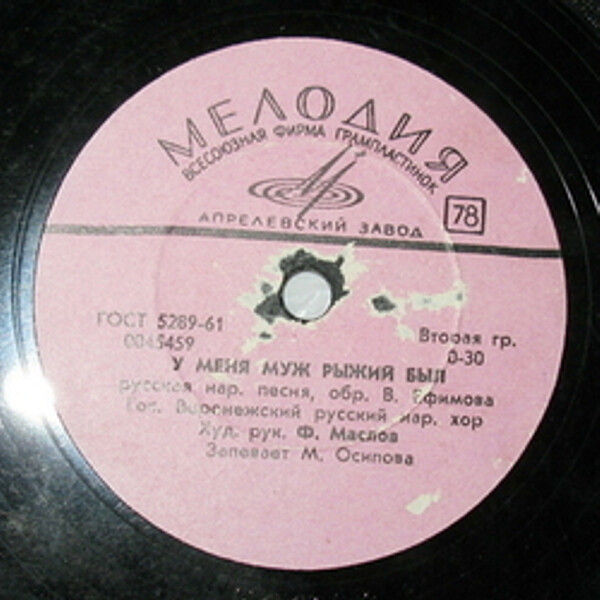 МЕЛОДИЯ
ВСЕСОЮЗНАЯ ФИРМА ГРАМПЛАСТИНОК
78
АПРЕЛЕВСКИЙ ЗАВОД
ГОСТ 5289-61
0045459
Вторая гр.
0-30
У МЕНЯ МУЖ РЫЖИЙ БЫЛ
русская нар. песня, обр. В. Ефимова
Гос. Воронежский русский нар. хор
Худ. рук. Ф. Маслов
Запевает М. Осипова